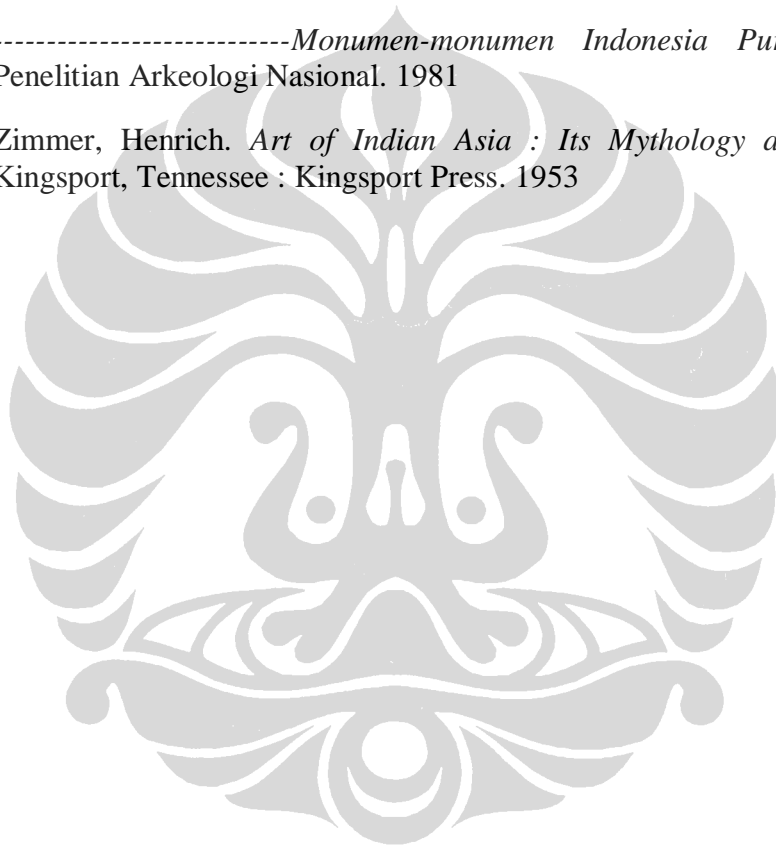 ----------------------------Monumen-monumen Indonesia
Penelitian Arkeologi Nasional. 1981
Zimmer, Henrich. Art of Indian Asia : Its Mythology
Kingsport, Tennessee : Kingsport Press. 1953